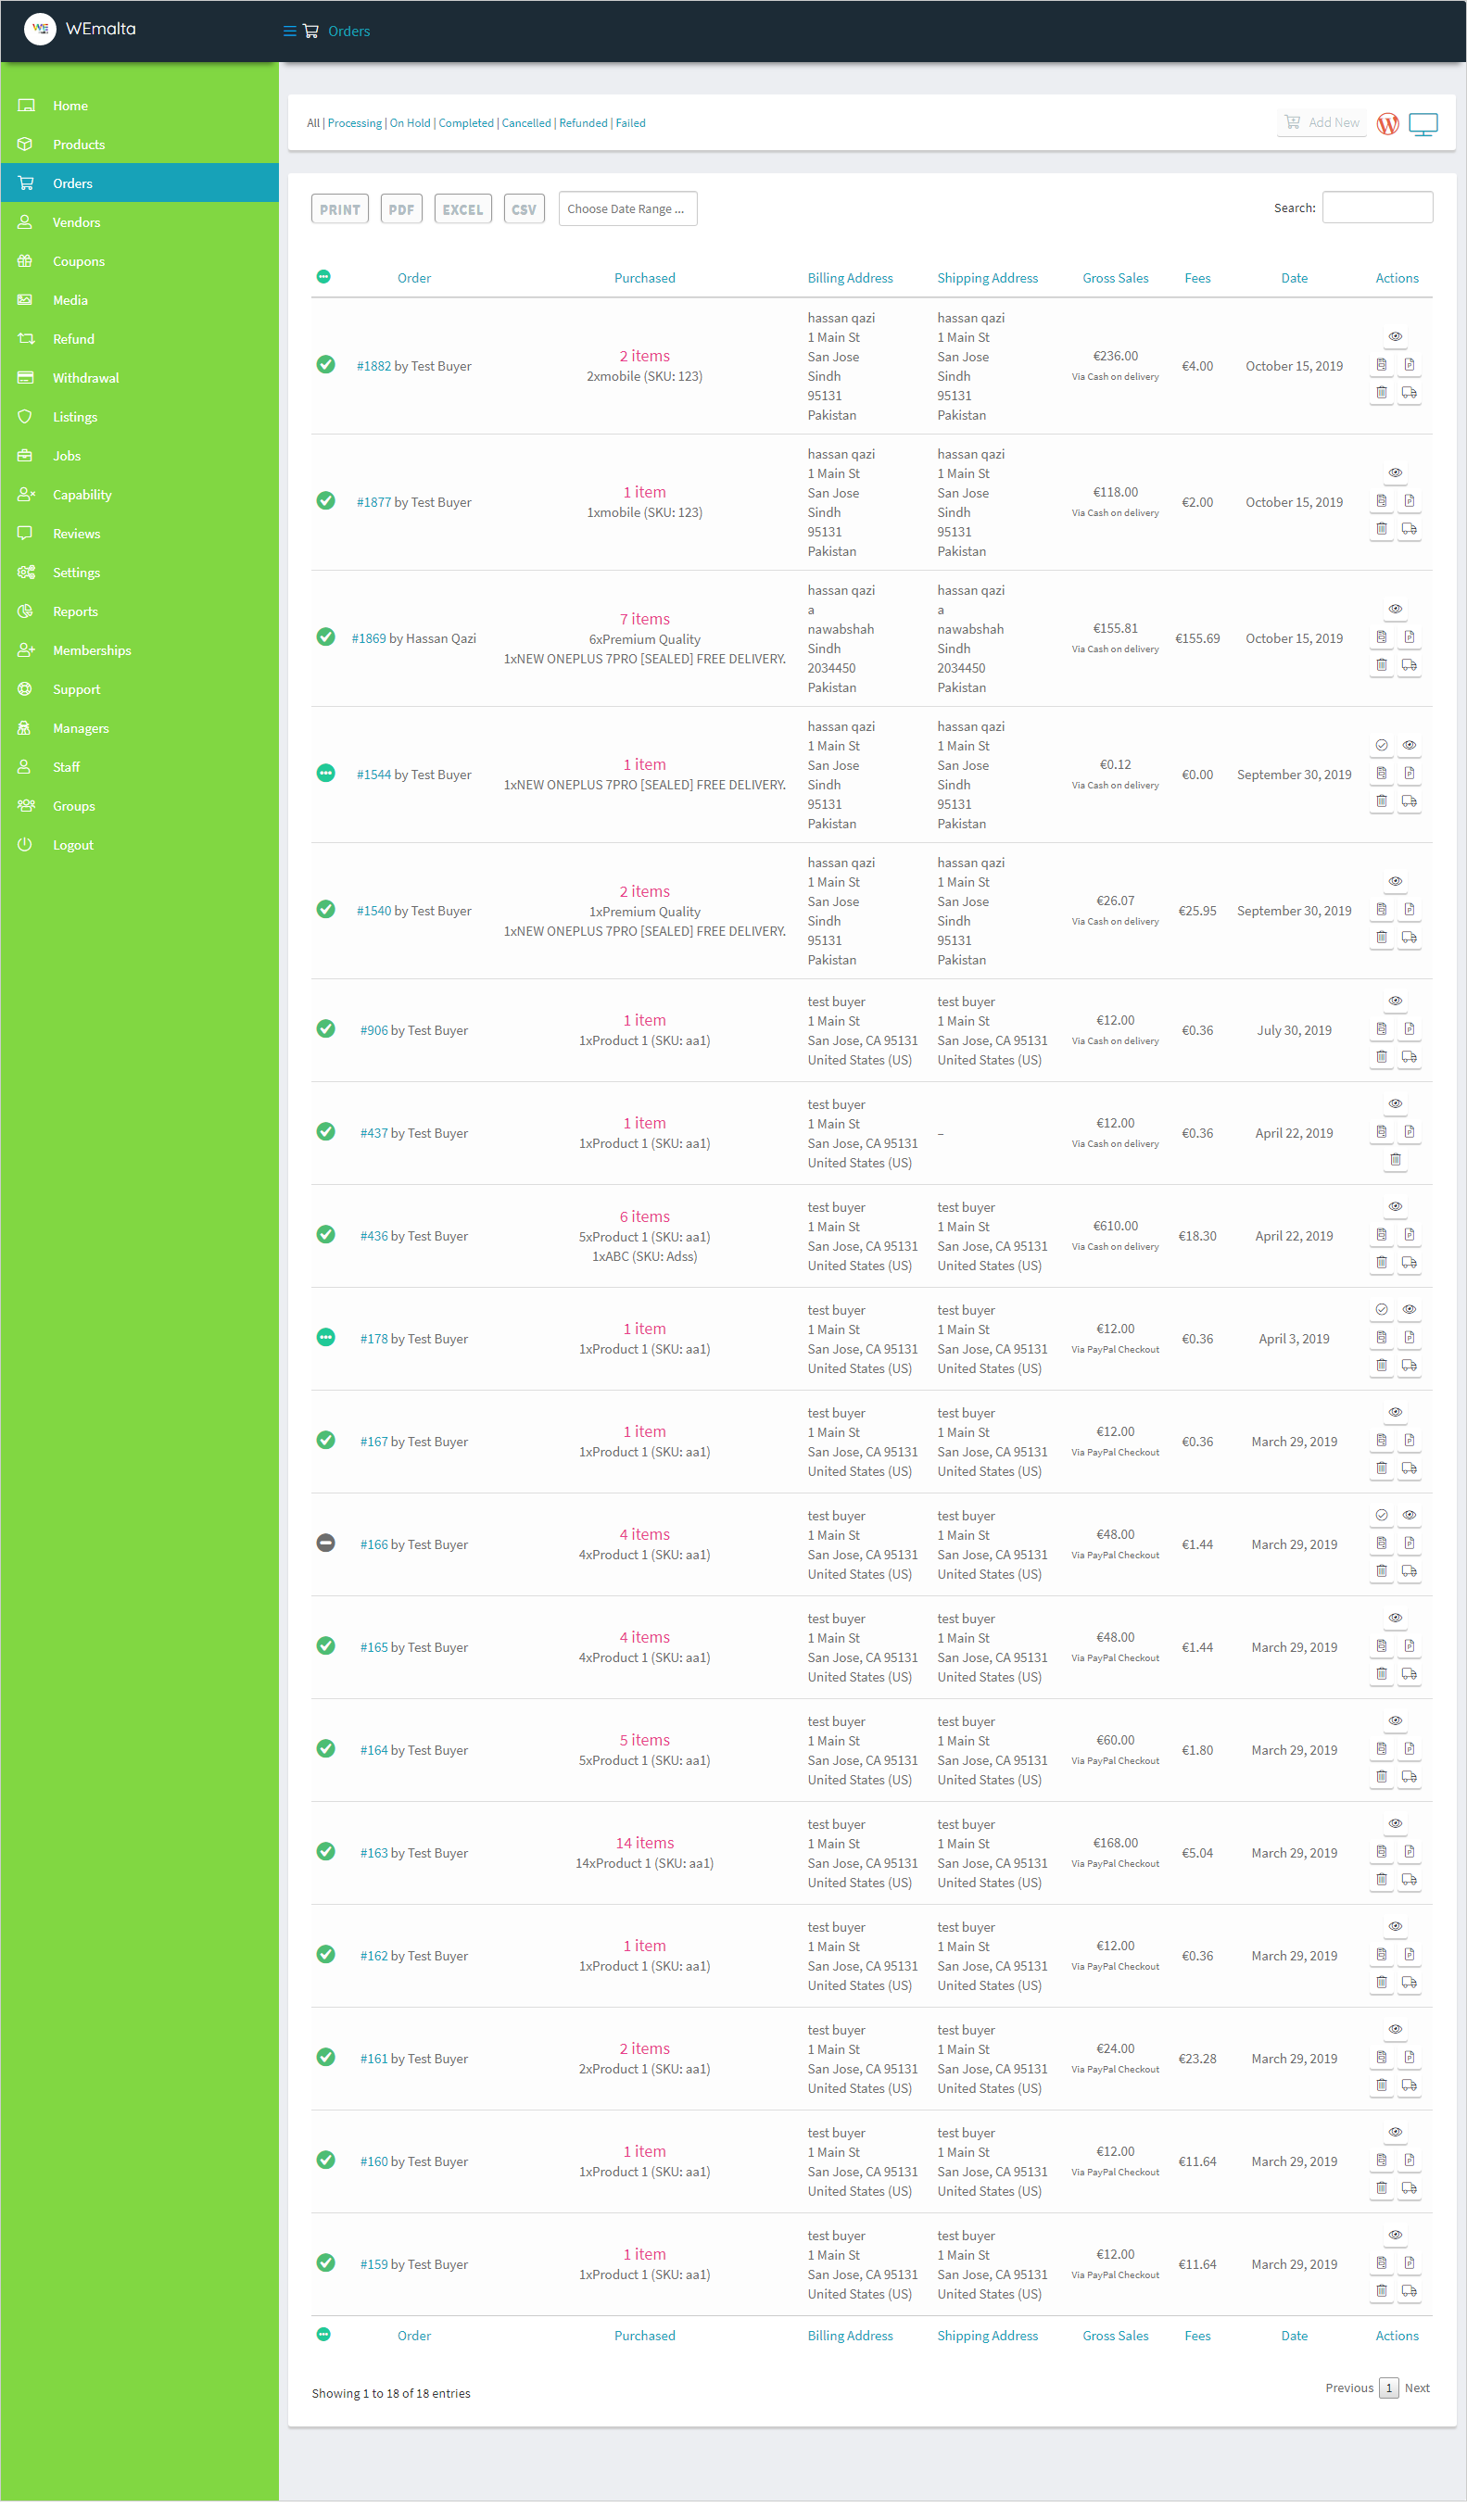 WE WEmalta
Orders
Home
Products
Orders
Vendors
Coupons
Media
Refund
Withdrawal
Listings
Jobs
Capability
Reviews
Settings
Reports
Memberships
Support
Managers
Staff
Groups
Logout
All | Processing | On Hold | Completed | Cancelled | Refunded | Failed
Add New
PRINT PDF EXCEL CSV Choose Date Range ... Search:
Order Purchased Billing Address Shipping Address Gross Sales Fees Date Actions
#1882 by Test Buyer
2 items
2xmobile (SKU: 123)
hassan qazi
1 Main St
San Jose
Sindh
95131
Pakistan
hassan qazi
1 Main St
San Jose
Sindh
95131
Pakistan
€236.00
Via Cash on delivery
€4.00
October 15, 2019
#1877 by Test Buyer
1 item
1xmobile (SKU: 123)
hassan qazi
1 Main St
San Jose
Sindh
95131
Pakistan
hassan qazi
1 Main St
San Jose
Sindh
95131
Pakistan
€118.00
Via Cash on delivery
€2.00
October 15, 2019
#1869 by Hassan Qazi
7 items
6xPremium Quality
1xNEW ONEPLUS 7PRO [SEALED] FREE DELIVERY.
hassan qazi
a
nawabshah
Sindh
2034450
Pakistan
hassan qazi
a
nawabshah
Sindh
2034450
Pakistan
€155.81
Via Cash on delivery
€155.69
October 15, 2019
#1544 by Test Buyer
1 item
1xNEW ONEPLUS 7PRO [SEALED] FREE DELIVERY.
hassan qazi
1 Main St
San Jose
Sindh
95131
Pakistan
hassan qazi
1 Main St
San Jose
Sindh
95131
Pakistan
€0.12
Via Cash on delivery
€0.00
September 30, 2019
#1540 by Test Buyer
2 items
1xPremium Quality
1xNEW ONEPLUS 7PRO [SEALED] FREE DELIVERY.
hassan qazi
1 Main St
San Jose
Sindh
95131
Pakistan
hassan qazi
1 Main St
San Jose
Sindh
95131
Pakistan
€26.07
Via Cash on delivery
€25.95
September 30, 2019
#906 by Test Buyer
1 item
1xProduct 1 (SKU: aa1)
test buyer
1 Main St
San Jose, CA 95131
United States (US)
test buyer
1 Main St
San Jose, CA 95131
United States (US)
€12.00
Via Cash on delivery
€0.36
July 30, 2019
#437 by Test Buyer
1 item
1xProduct 1 (SKU: aa1)
test buyer
1 Main St
San Jose, CA 95131
United States (US)
–
€12.00
Via Cash on delivery
€0.36
April 22, 2019
#436 by Test Buyer
6 items
5xProduct 1 (SKU: aa1)
1xABC (SKU: Adss)
test buyer
1 Main St
San Jose, CA 95131
United States (US)
test buyer
1 Main St
San Jose, CA 95131
United States (US)
€610.00
Via Cash on delivery
€18.30
April 22, 2019
#178 by Test Buyer
1 item
1xProduct 1 (SKU: aa1)
test buyer
1 Main St
San Jose, CA 95131
United States (US)
test buyer
1 Main St
San Jose, CA 95131
United States (US)
€12.00
Via PayPal Checkout
€0.36
April 3, 2019
#167 by Test Buyer
1 item
1xProduct 1 (SKU: aa1)
test buyer
1 Main St
San Jose, CA 95131
United States (US)
test buyer
1 Main St
San Jose, CA 95131
United States (US)
€12.00
Via PayPal Checkout
€0.36
March 29, 2019
#166 by Test Buyer
4 items
4xProduct 1 (SKU: aa1)
test buyer
1 Main St
San Jose, CA 95131
United States (US)
test buyer
1 Main St
San Jose, CA 95131
United States (US)
€48.00
Via PayPal Checkout
€1.44
March 29, 2019
#165 by Test Buyer
4 items
4xProduct 1 (SKU: aa1)
test buyer
1 Main St
San Jose, CA 95131
United States (US)
test buyer
1 Main St
San Jose, CA 95131
United States (US)
€48.00
Via PayPal Checkout
€1.44
March 29, 2019
#164 by Test Buyer
5 items
5xProduct 1 (SKU: aa1)
test buyer
1 Main St
San Jose, CA 95131
United States (US)
test buyer
1 Main St
San Jose, CA 95131
United States (US)
€60.00
Via PayPal Checkout
€1.80
March 29, 2019
#163 by Test Buyer
14 items
14xProduct 1 (SKU: aa1)
test buyer
1 Main St
San Jose, CA 95131
United States (US)
test buyer
1 Main St
San Jose, CA 95131
United States (US)
€168.00
Via PayPal Checkout
€5.04
March 29, 2019
#162 by Test Buyer
1 item
1xProduct 1 (SKU: aa1)
test buyer
1 Main St
San Jose, CA 95131
United States (US)
test buyer
1 Main St
San Jose, CA 95131
United States (US)
€12.00
Via PayPal Checkout
€0.36
March 29, 2019
#161 by Test Buyer
2 items
2xProduct 1 (SKU: aa1)
test buyer
1 Main St
San Jose, CA 95131
United States (US)
test buyer
1 Main St
San Jose, CA 95131
United States (US)
€24.00
Via PayPal Checkout
€23.28
March 29, 2019
#160 by Test Buyer
1 item
1xProduct 1 (SKU: aa1)
test buyer
1 Main St
San Jose, CA 95131
United States (US)
test buyer
1 Main St
San Jose, CA 95131
United States (US)
€12.00
Via PayPal Checkout
€11.64
March 29, 2019
#159 by Test Buyer
1 item
1xProduct 1 (SKU: aa1)
test buyer
1 Main St
San Jose, CA 95131
United States (US)
test buyer
1 Main St
San Jose, CA 95131
United States (US)
€12.00
Via PayPal Checkout
€11.64
March 29, 2019
Order Purchased Billing Address Shipping Address Gross Sales Fees Date Actions
Showing 1 to 18 of 18 entries
Previous 1 Next